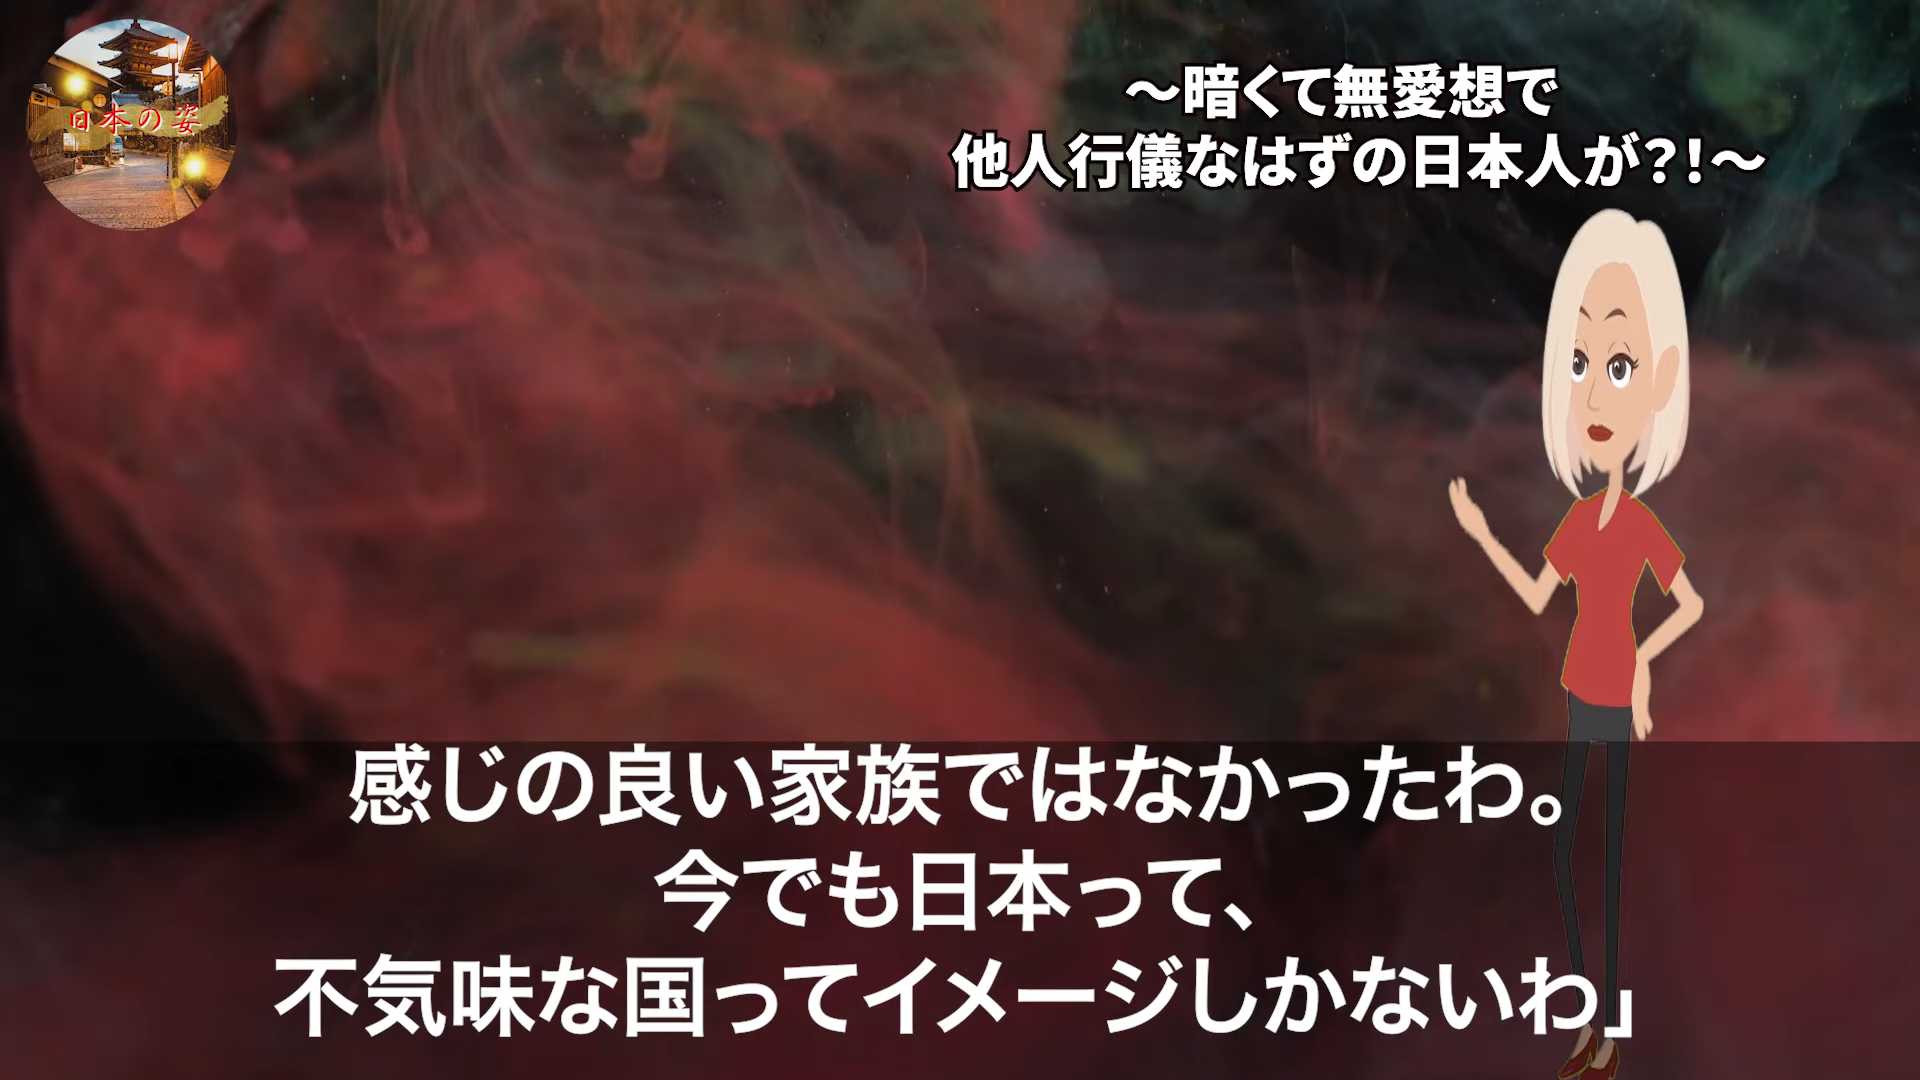 日本の姿
～暗くて無愛想で
他人行儀なはずの日本人が？！～
感じの良い家族ではなかったわ。
今でも日本って、
不気味な国ってイメージしかないわ」